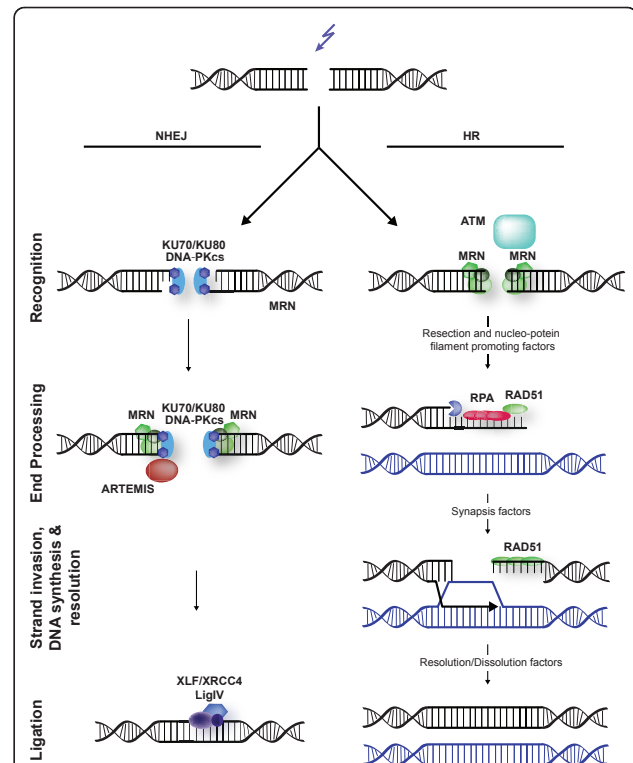 NHEJ
HR
Recognition
KU70/KU80
DNA-PKcs
MRN
ATM
MRN
MRN
Resection and nucleo-potein
filament promoting factors
End Processing
MRN
KU70/KU80
DNA-PKcs
MRN
ARTEMIS
RPA
RAD51
Synapsis factors
Strand invasion,
DNA synthesis &
resolution
RAD51
Resolution/Dissolution factors
Ligation
XLF/XRCC4
LigIV